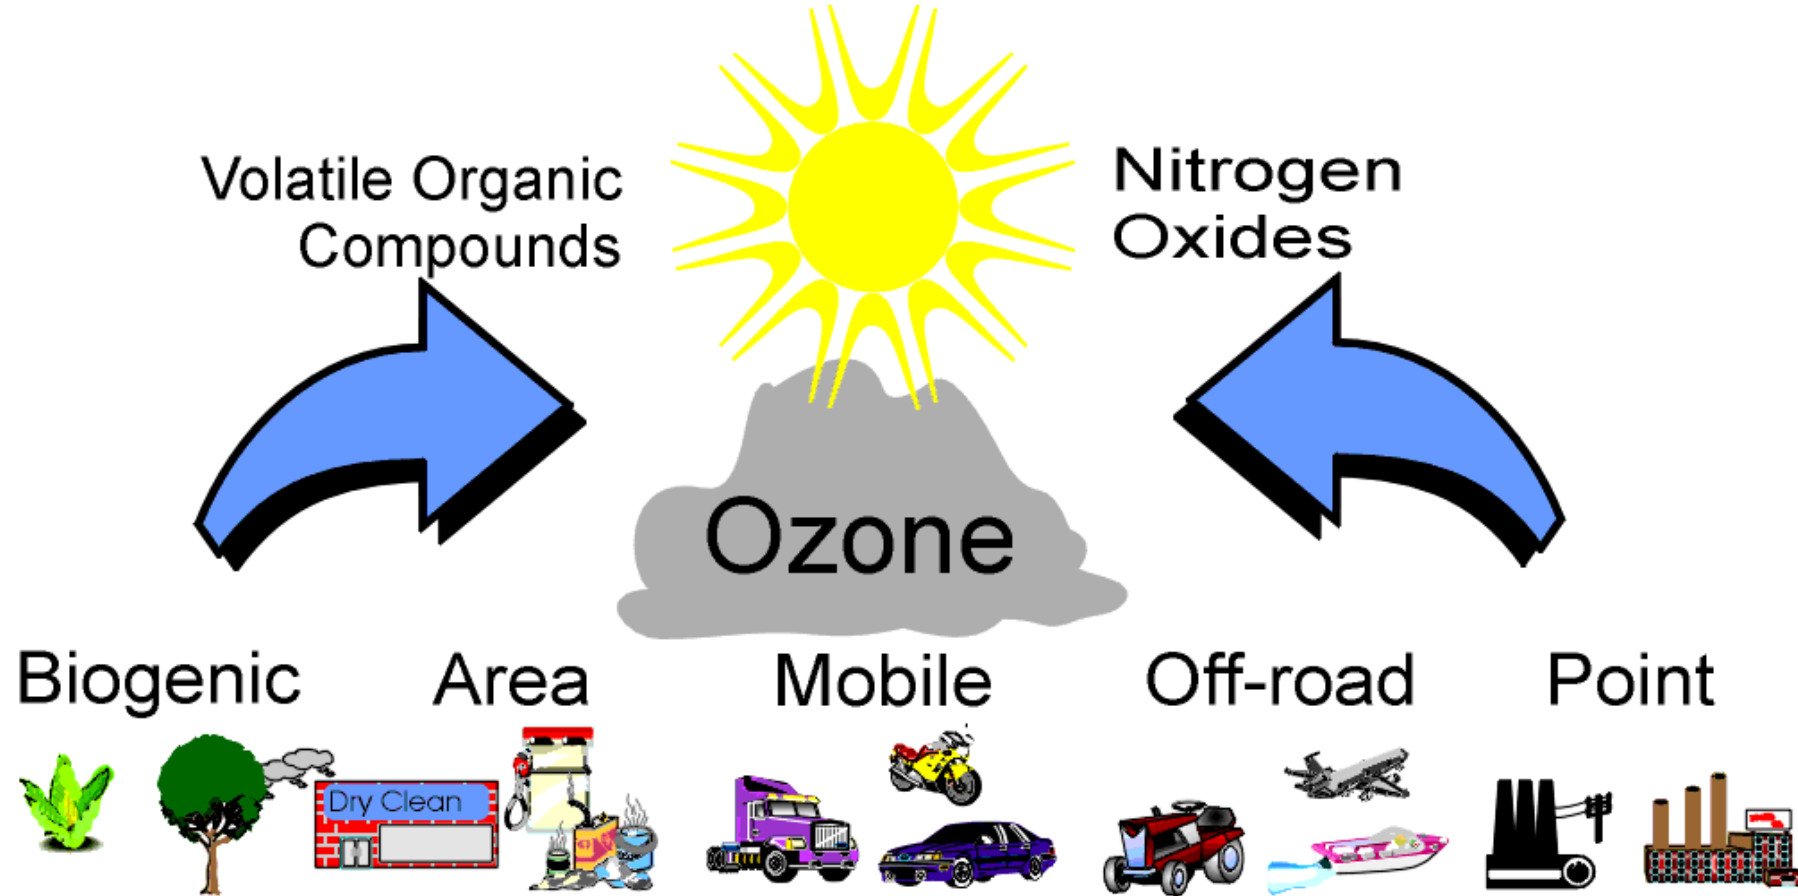 Volatile Organic
Compounds
Nitrogen
Oxides
Ozone
Biogenic
Area
Mobile
Off-road
Point
Dry Clean